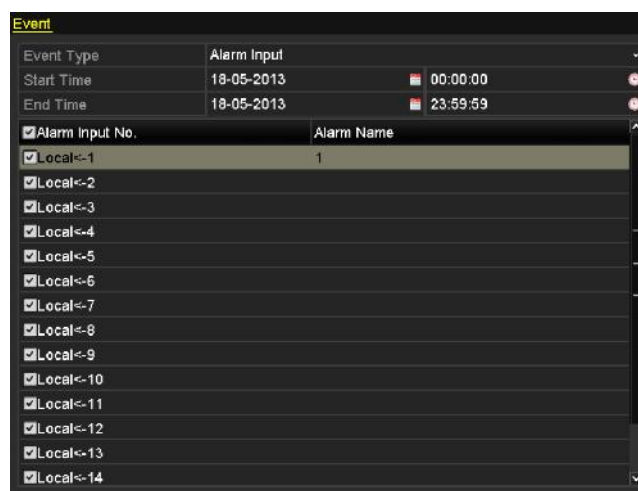 Event
Event Type Alarm Input
Start Time 18-05-2013 00:00:00
End Time 18-05-2013 23:59:59
Alarm Input No. Alarm Name
Local<-1 1
Local<-2
Local<-3
Local<-4
Local<-5
Local<-6
Local<-7
Local<-8
Local<-9
Local<-10
Local<-11
Local<-12
Local<-13
Local<-14